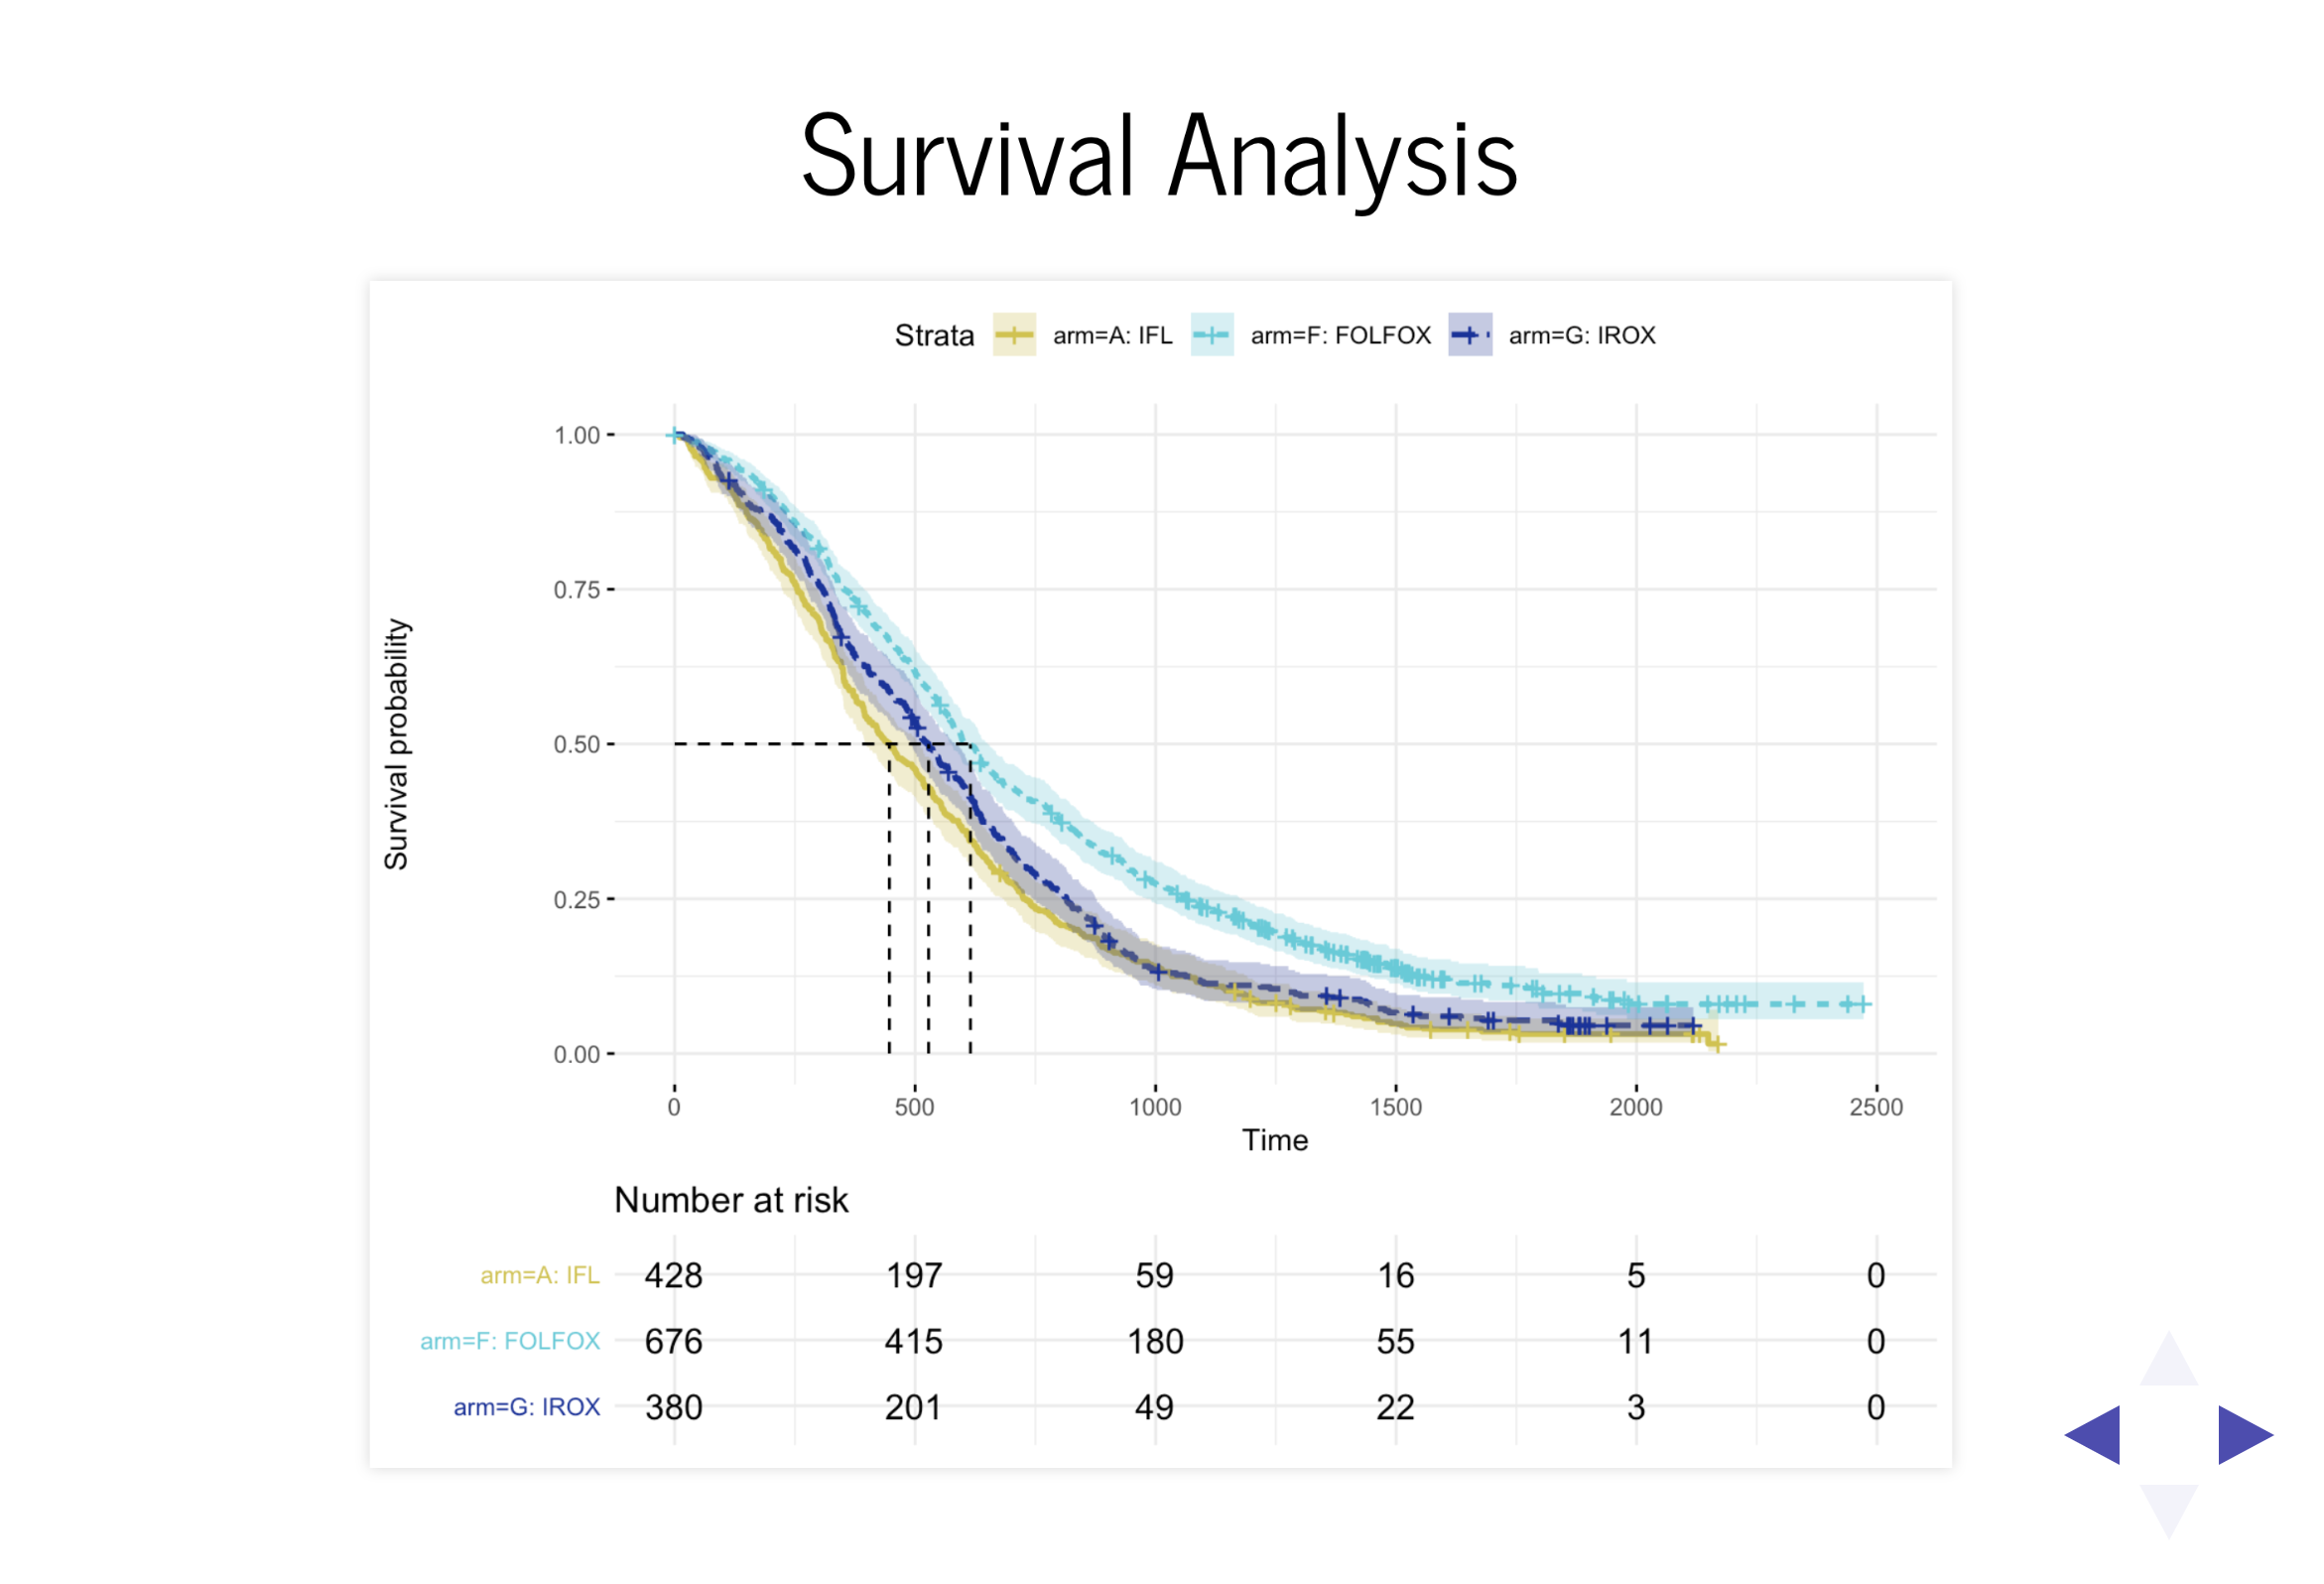 Survival Analysis
Strata arm=A: IFL arm=F: FOLFOX arm=G: IROX
1.00
0.75
0.50
0.25
0.00
Survival probability
0 500 1000 1500 2000 2500
Time
Number at risk
arm=A: IFL 428 197 59 16 5 0
arm=F: FOLFOX 676 415 180 55 11 0
arm=G: IROX 380 201 49 22 3 0